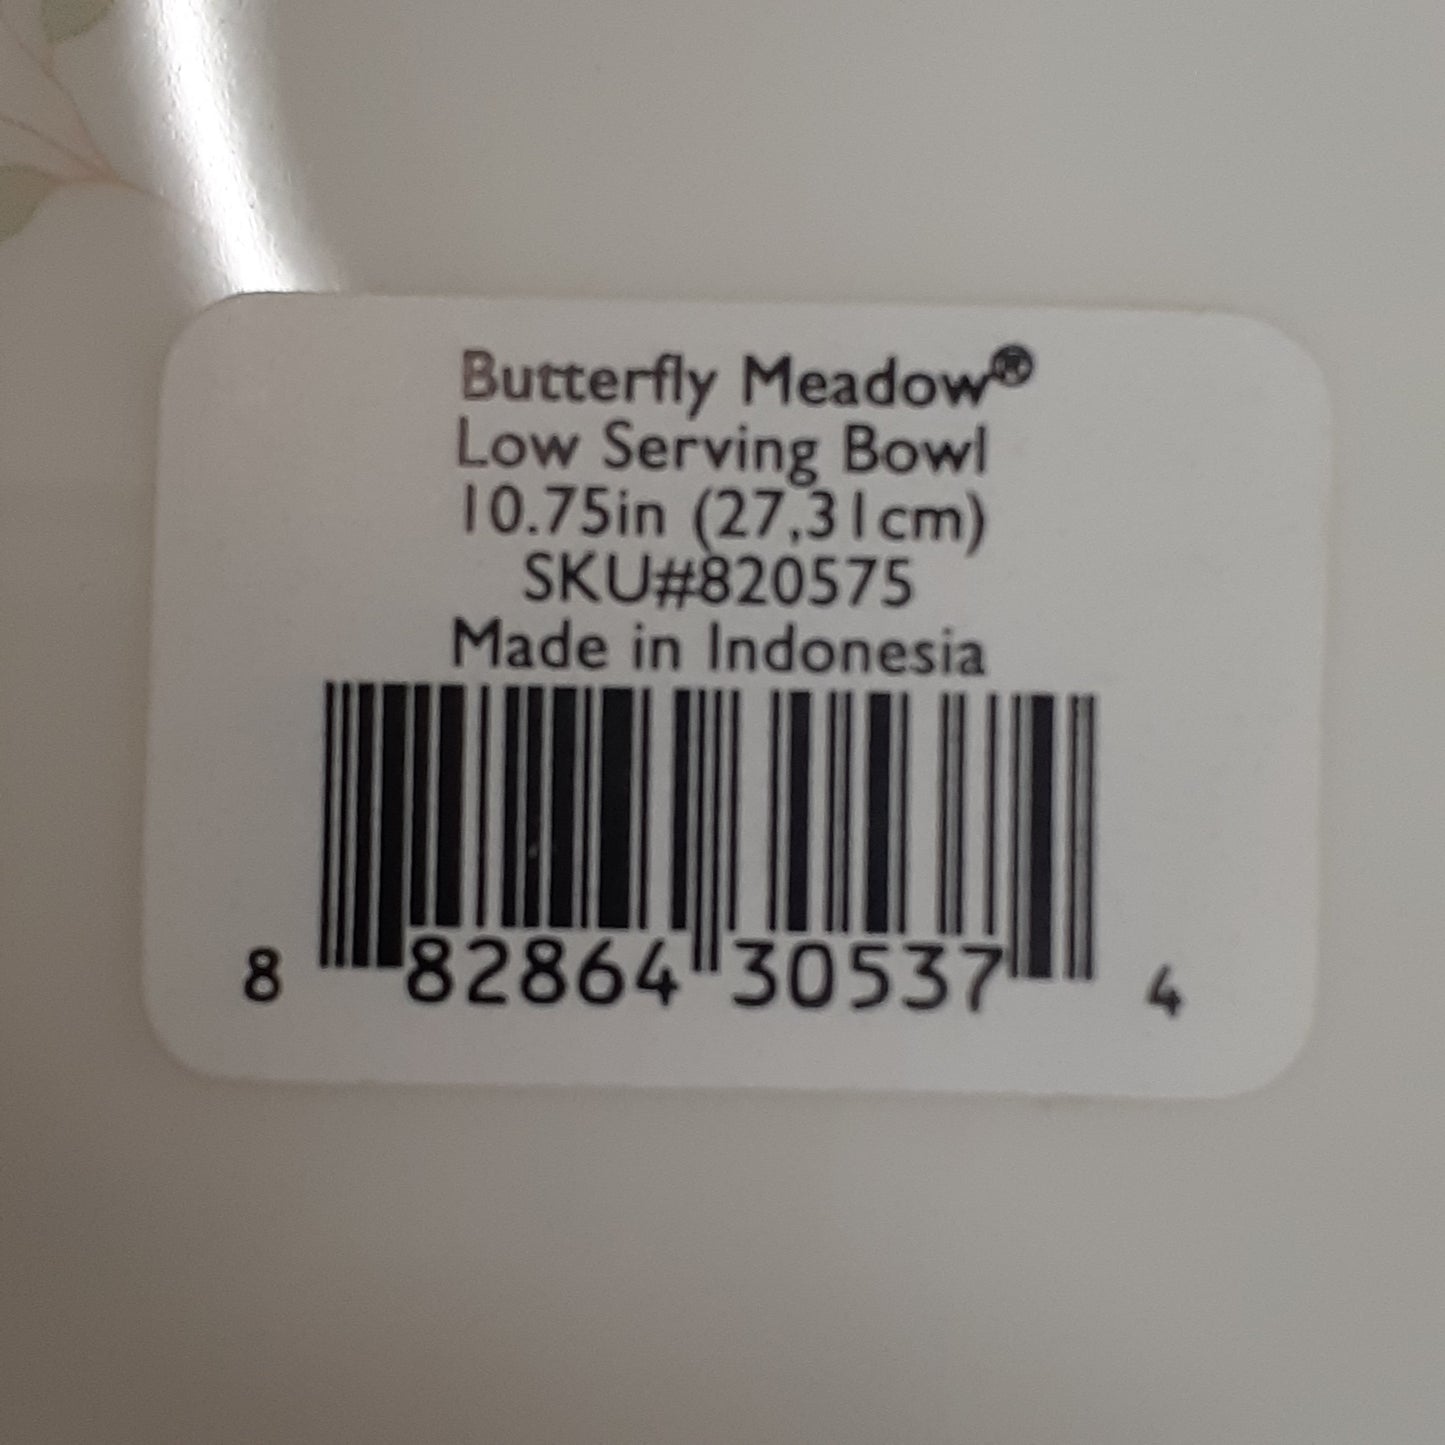 Butterfly Meadow®
Low Serving Bowl
10.75in (27,31cm)
SKU#820575
Made in Indonesia
8 82864 30537 4